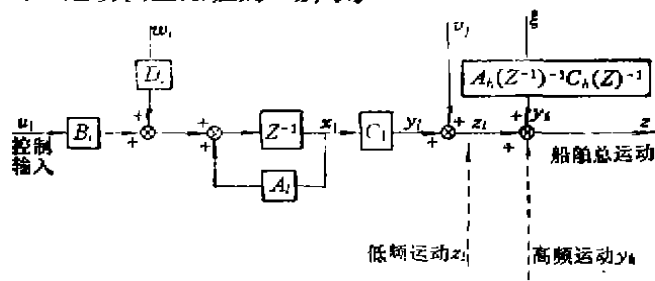 w_l
v_l
ξ
D_l
A_h(Z⁻¹)⁻¹C_h(Z)⁻¹
u_l
B_l
+
+
+
+
Z⁻¹
x_l
C_l
y_l
+
+
z_l
+
+
y_h
z
控制
输入
A_l
船舶总运动
低频运动z_l
高频运动y_h